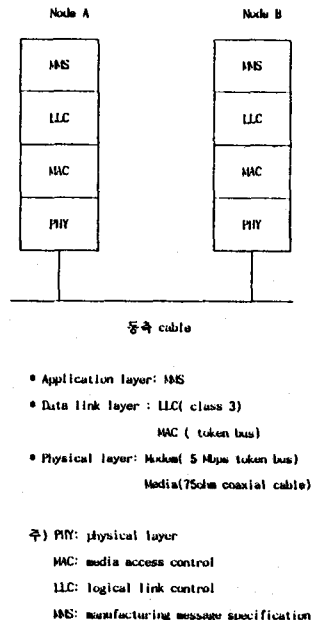 Node A Node B
MMS MMS
LLC LLC
MAC MAC
PHY PHY
동축 cable
* Application layer: MMS
* Data link layer : LLC( class 3)
MAC ( token bus)
* Physical layer: Modem( 5 Mbps token bus)
Media(75ohm coaxial cable)
주) PHY: physical layer
MAC: media access control
LLC: logical link control
MMS: manufacturing message specification